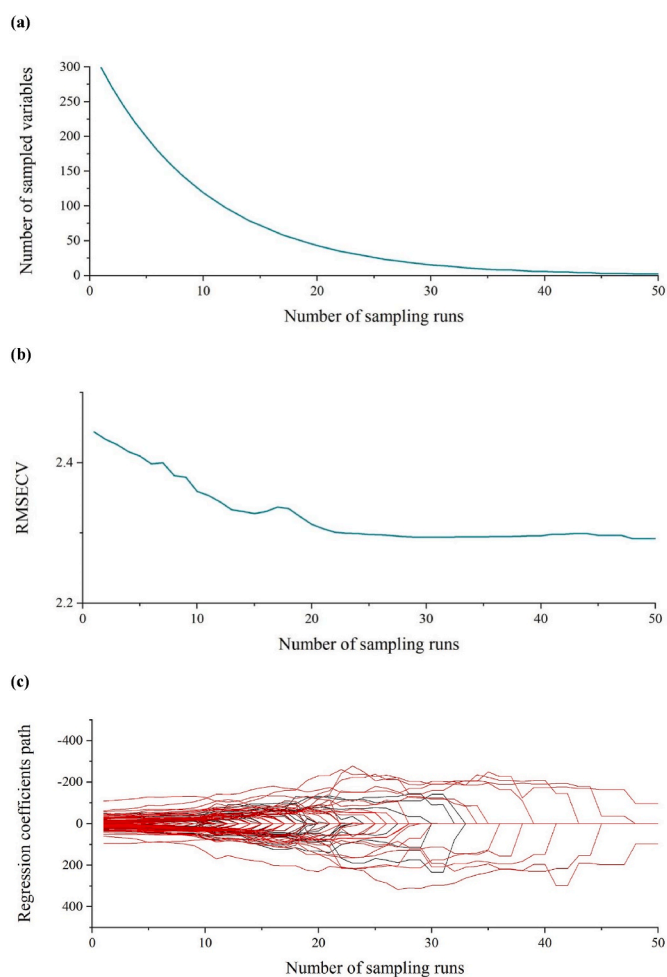 (a)
Number of sampled variables
300
250
200
150
100
50
0
0 10 20 30 40 50
Number of sampling runs
(b)
RMSECV
2.4
2.2
0 10 20 30 40 50
Number of sampling runs
(c)
Regression coefficients path
-400
-200
0
200
400
0 10 20 30 40 50
Number of sampling runs